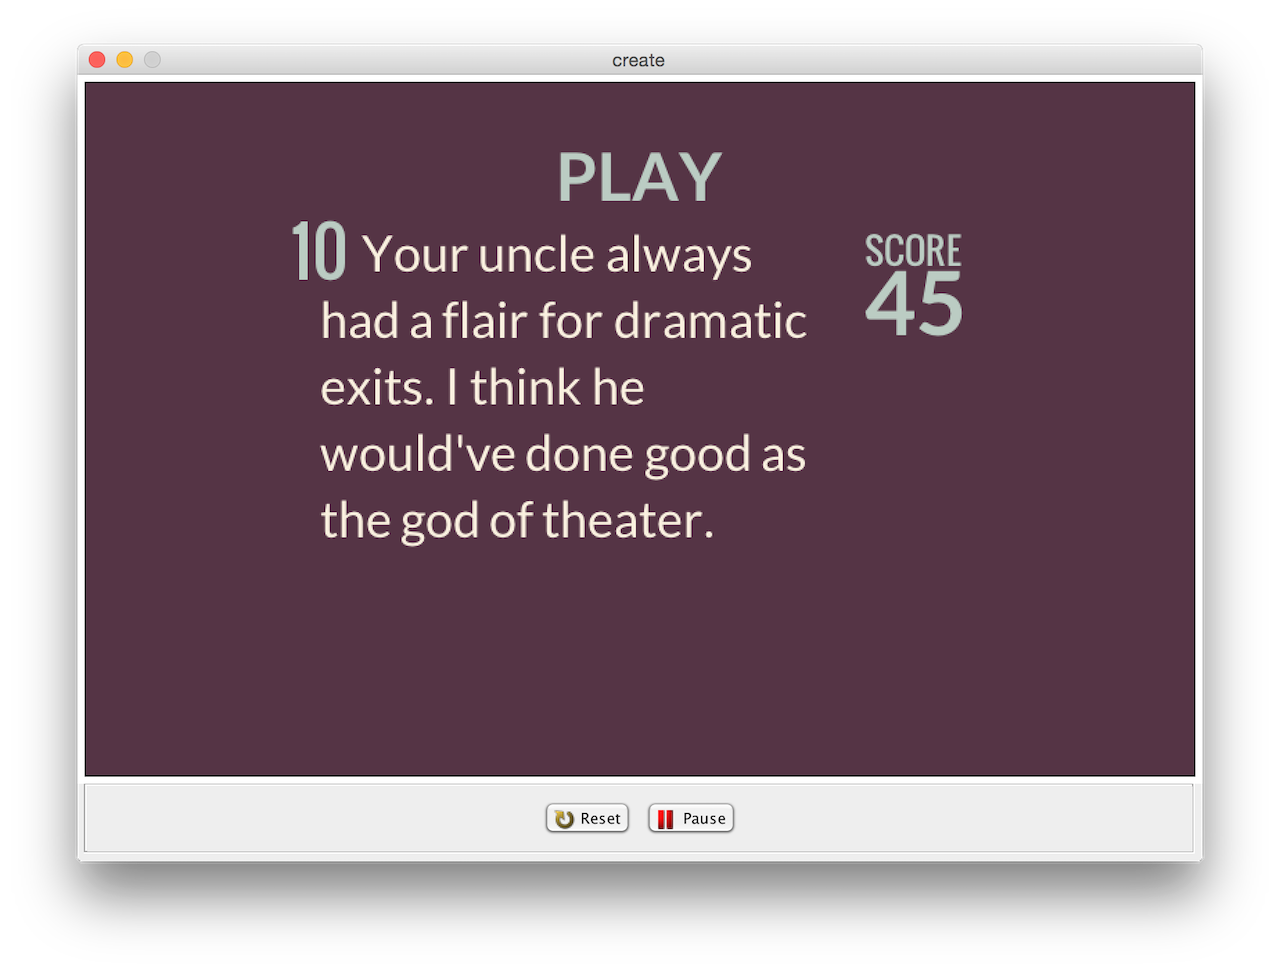 create
PLAY
10 Your uncle always
had a flair for dramatic
exits. I think he
would've done good as
the god of theater.
SCORE
45
Reset
Pause